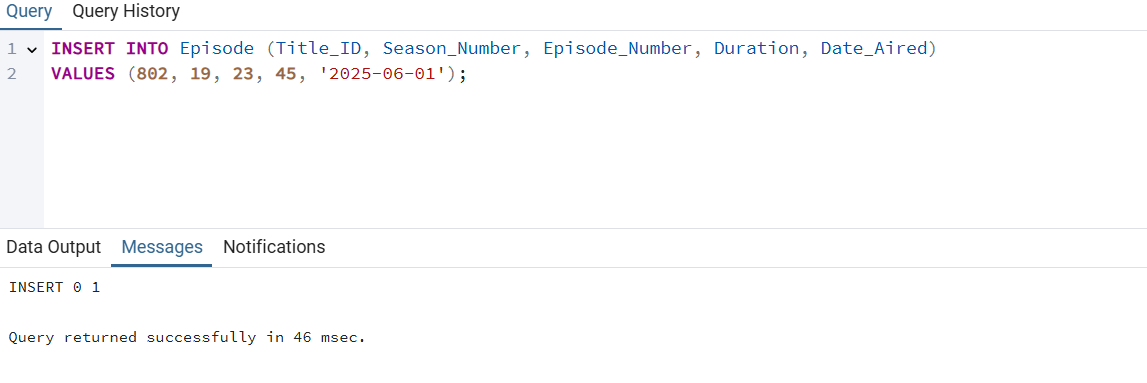 Query Query History
1 INSERT INTO Episode (Title_ID, Season_Number, Episode_Number, Duration, Date_Aired)
2 VALUES (802, 19, 23, 45, '2025-06-01');
Data Output Messages Notifications
INSERT 0 1
Query returned successfully in 46 msec.